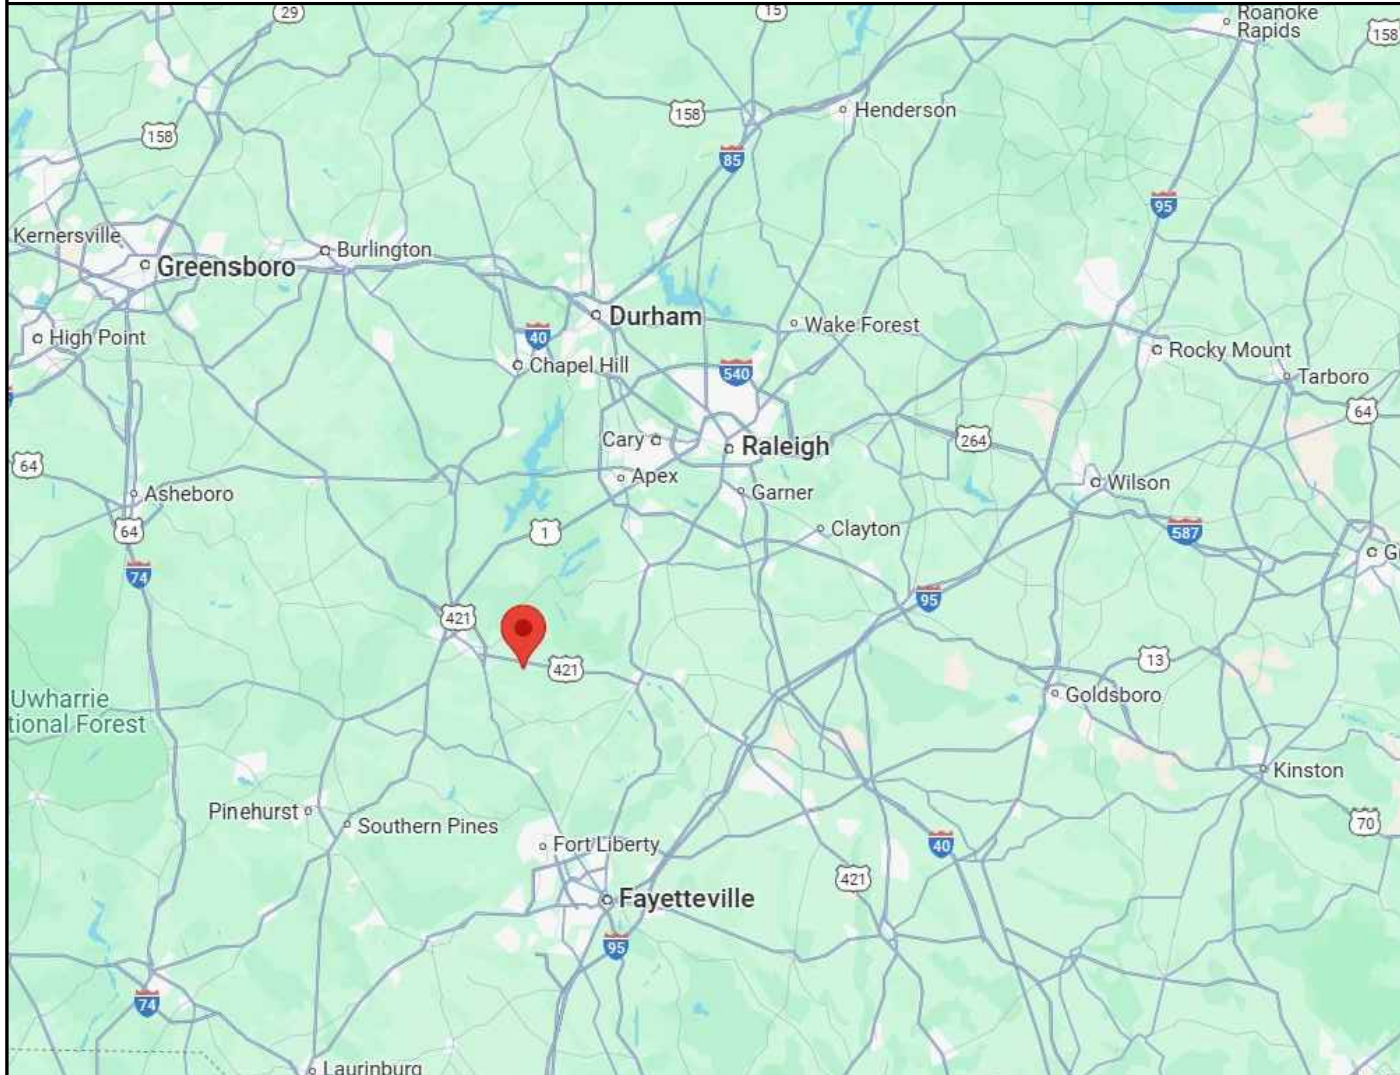 29
15
Roanoke
Rapids
158
158
Henderson
158
85
95
Kernersville
Burlington
Greensboro
Durham
Wake Forest
High Point
40
Chapel Hill
Rocky Mount
540
Tarboro
64
Cary
Raleigh
264
64
Apex
Wilson
Asheboro
Garner
64
1
Clayton
587
G
74
95
421
421
13
Uwharrie
tional Forest
Goldsboro
Kinston
Pinehurst
Southern Pines
70
Fort Liberty
40
421
Fayetteville
95
74
Laurinburg